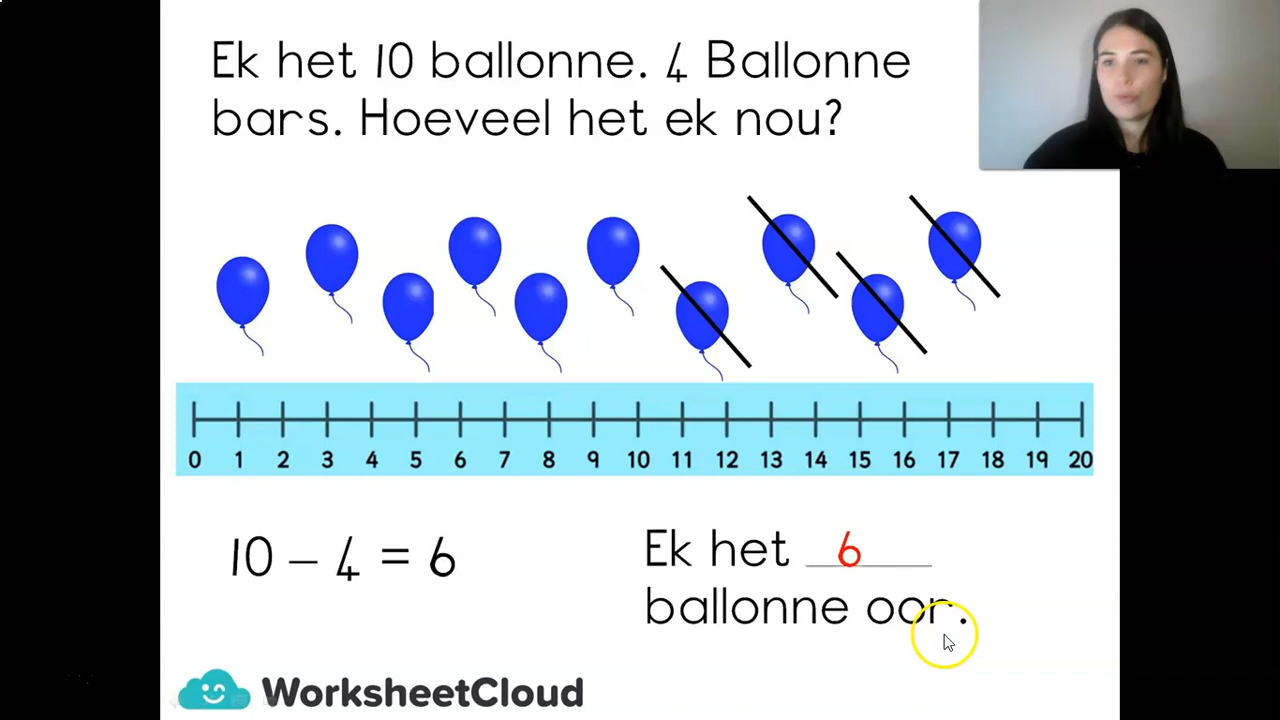 Ek het 10 ballonne. 4 Ballonne
bars. Hoeveel het ek nou?
0 1 2 3 4 5 6 7 8 9 10 11 12 13 14 15 16 17 18 19 20
10 – 4 = 6
Ek het 6
ballonne oor.
WorksheetCloud